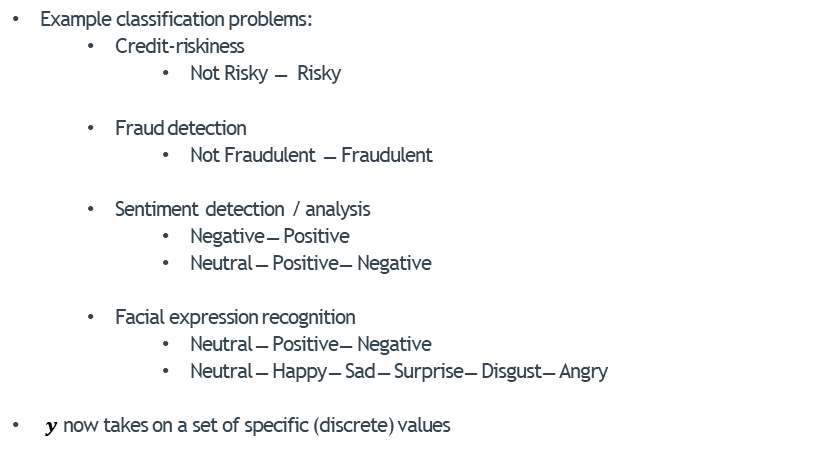 • Example classification problems:
• Credit-riskiness
• Not Risky – Risky
• Fraud detection
• Not Fraudulent – Fraudulent
• Sentiment detection / analysis
• Negative – Positive
• Neutral – Positive – Negative
• Facial expression recognition
• Neutral – Positive – Negative
• Neutral – Happy – Sad – Surprise – Disgust – Angry
• y now takes on a set of specific (discrete) values